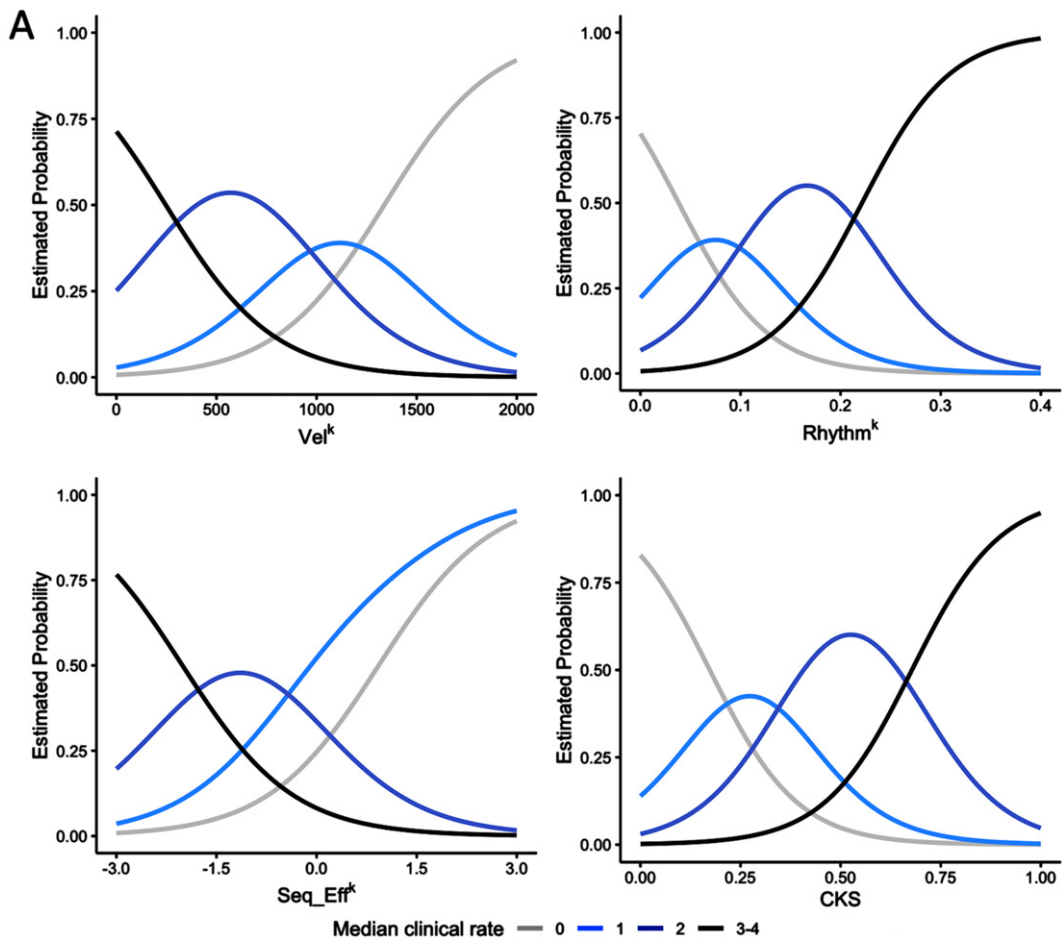 A
Estimated Probability
1.00
0.75
0.50
0.25
0.00
0 500 1000 1500 2000
Vel^k
Estimated Probability
1.00
0.75
0.50
0.25
0.00
0.0 0.1 0.2 0.3 0.4
Rhythm^k
Estimated Probability
1.00
0.75
0.50
0.25
0.00
-3.0 -1.5 0.0 1.5 3.0
Seq_Eff^k
Estimated Probability
1.00
0.75
0.50
0.25
0.00
0.00 0.25 0.50 0.75 1.00
CKS
Median clinical rate 0 1 2 3-4